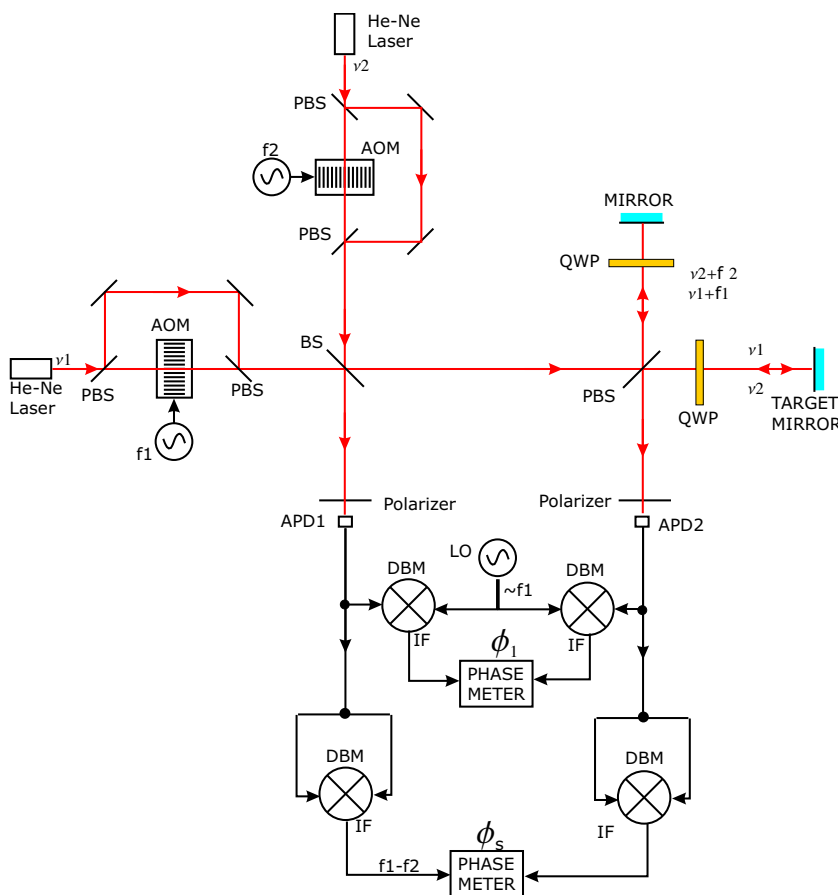 He-Ne
Laser
ν2
PBS
f2
AOM
PBS
MIRROR
QWP
ν2+f 2
ν1+f1
AOM
BS
ν1
He-Ne
Laser
PBS
PBS
f1
ν1
ν2
PBS
QWP
TARGET
MIRROR
Polarizer
APD1
Polarizer
APD2
LO
DBM
~f1
DBM
IF
ϕ1
IF
PHASE
METER
DBM
IF
DBM
IF
f1-f2
ϕs
PHASE
METER